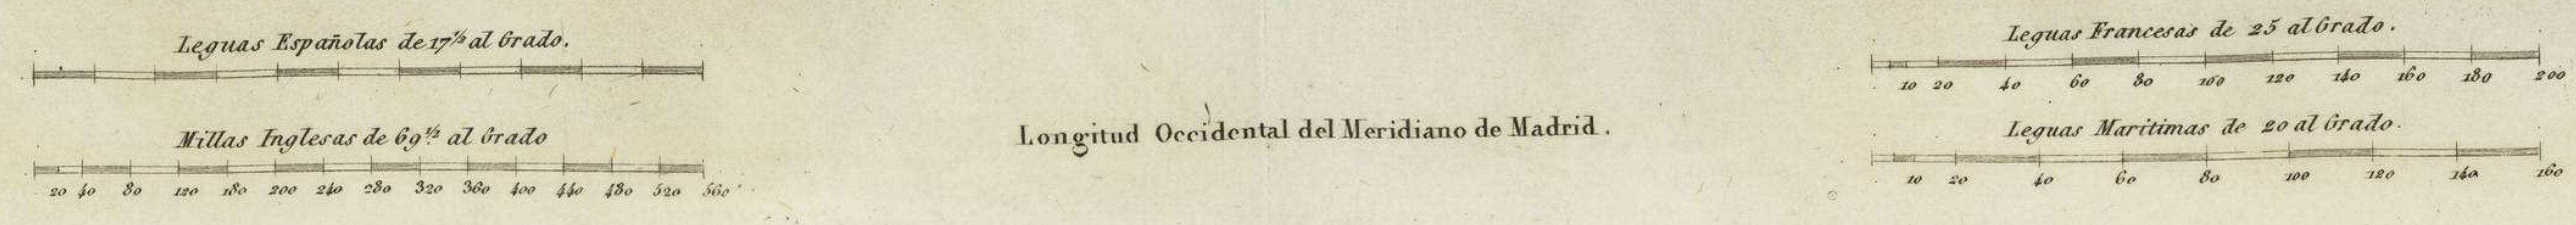 Leguas Españolas de 17½ al Grado.
Millas Inglesas de 69½ al Grado
20 40 80 120 180 200 240 280 320 360 400 440 480 520 560
Longitud Occidental del Meridiano de Madrid.
Leguas Francesas de 25 al Grado.
10 20 40 60 80 100 120 140 160 180 200
Leguas Maritimas de 20 al Grado.
10 20 40 60 80 100 120 140 160